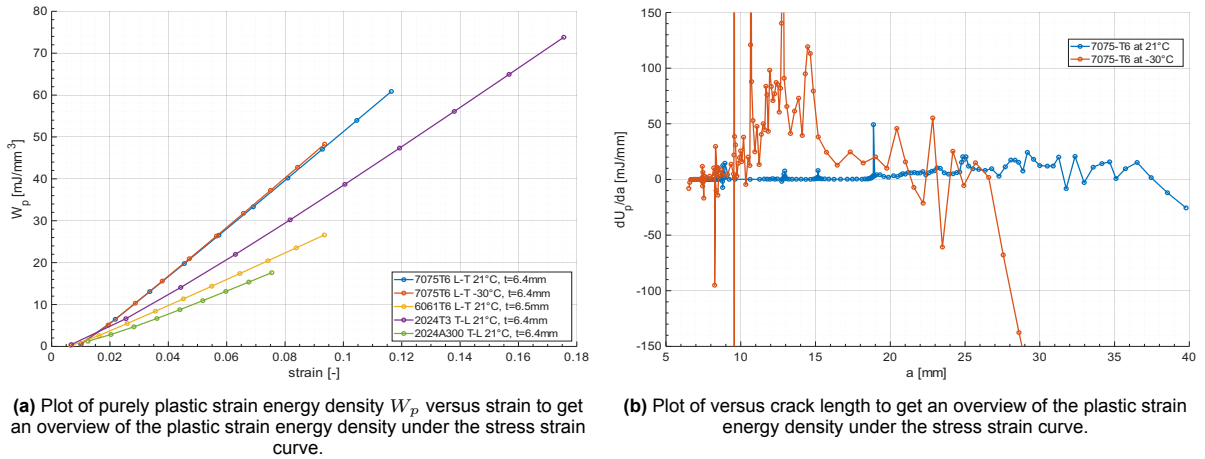 80
70
60
50
40
30
20
10
0
W_p [mJ/mm^3]
0
0.02
0.04
0.06
0.08
0.1
0.12
0.14
0.16
0.18
strain [-]
7075T6 L-T 21°C, t=6.4mm
7075T6 L-T -30°C, t=6.4mm
6061T6 L-T 21°C, t=6.5mm
2024T3 T-L 21°C, t=6.4mm
2024A300 T-L 21°C, t=6.4mm
(a) Plot of purely plastic strain energy density W_p versus strain to get
an overview of the plastic strain energy density under the stress strain
curve.
150
100
50
0
-50
-100
-150
dU_p/da [mJ/mm]
5
10
15
20
25
30
35
40
a [mm]
7075-T6 at 21°C
7075-T6 at -30°C
(b) Plot of versus crack length to get an overview of the plastic strain
energy density under the stress strain curve.